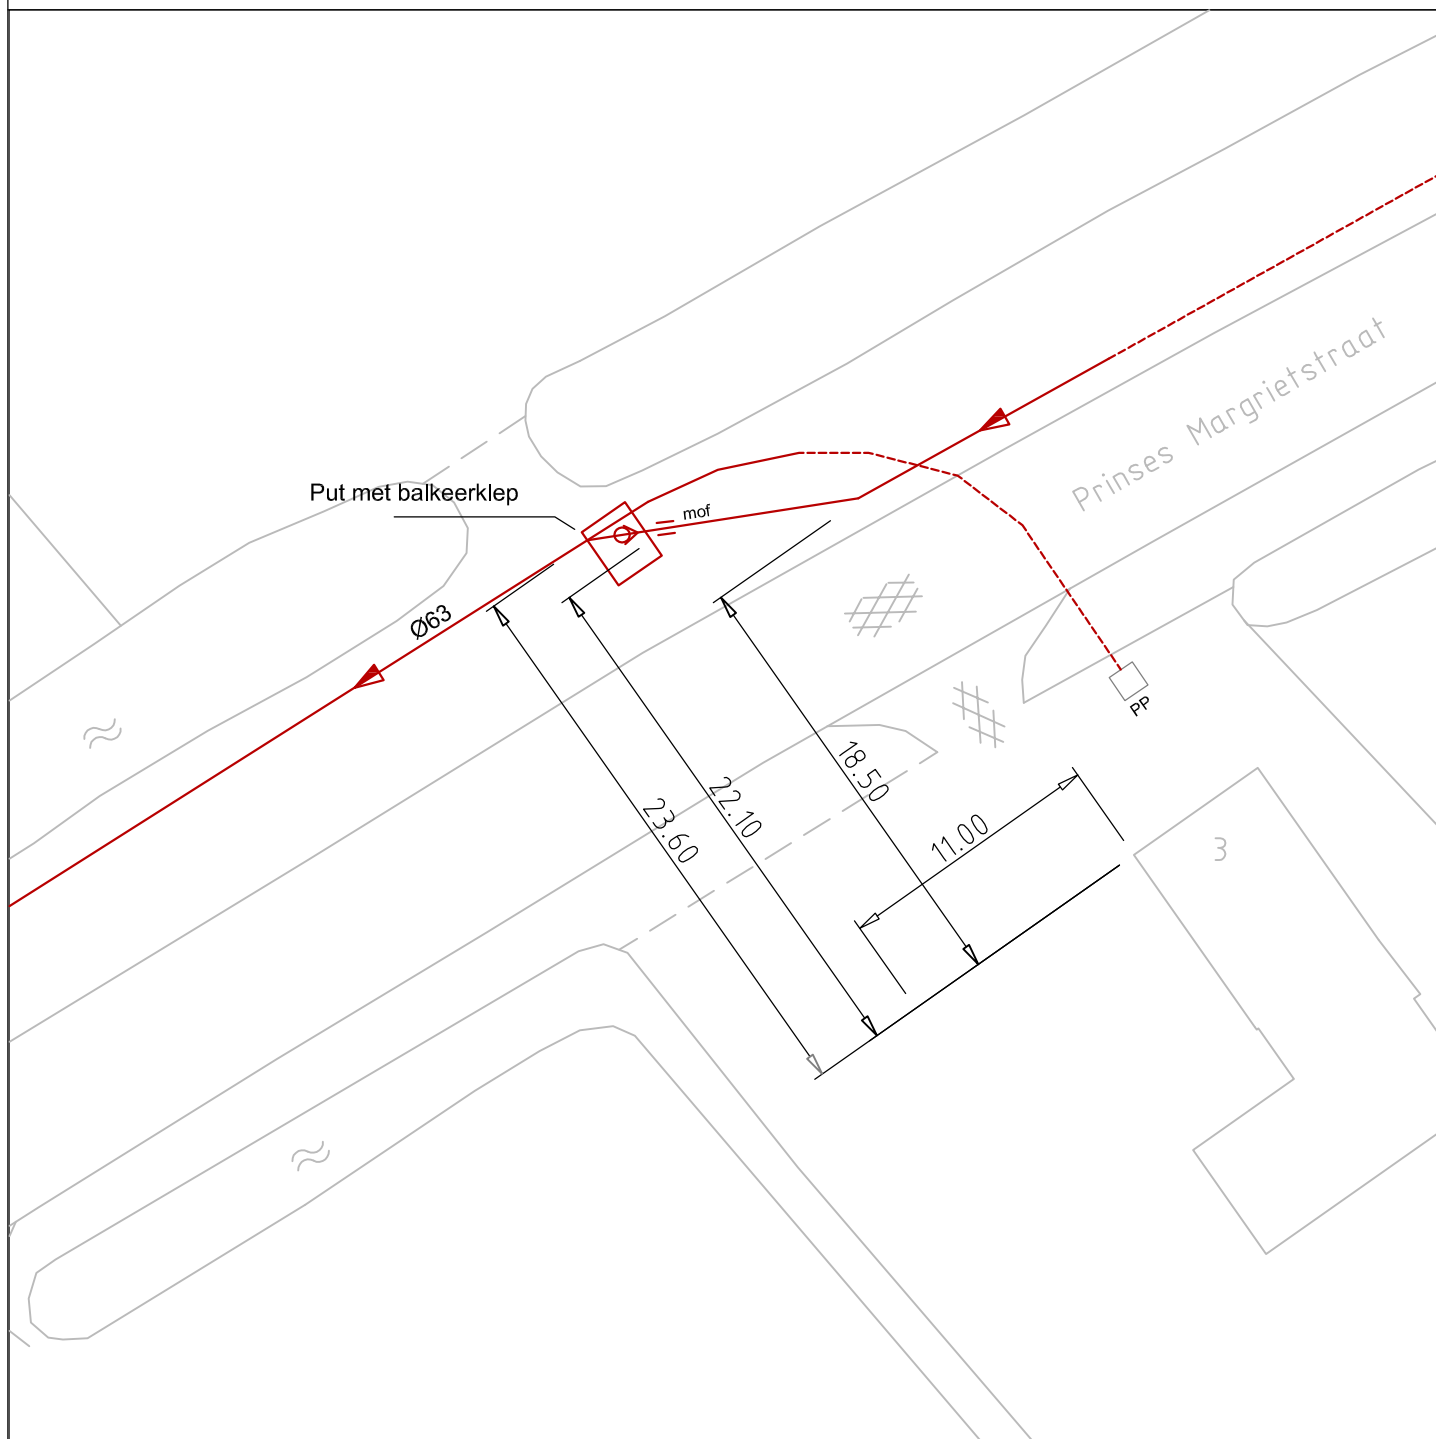 Prinses Margrietstraat
Put met balkeerklep
mof
Ø63
PP
18.50
22.10
23.60
11.00
3